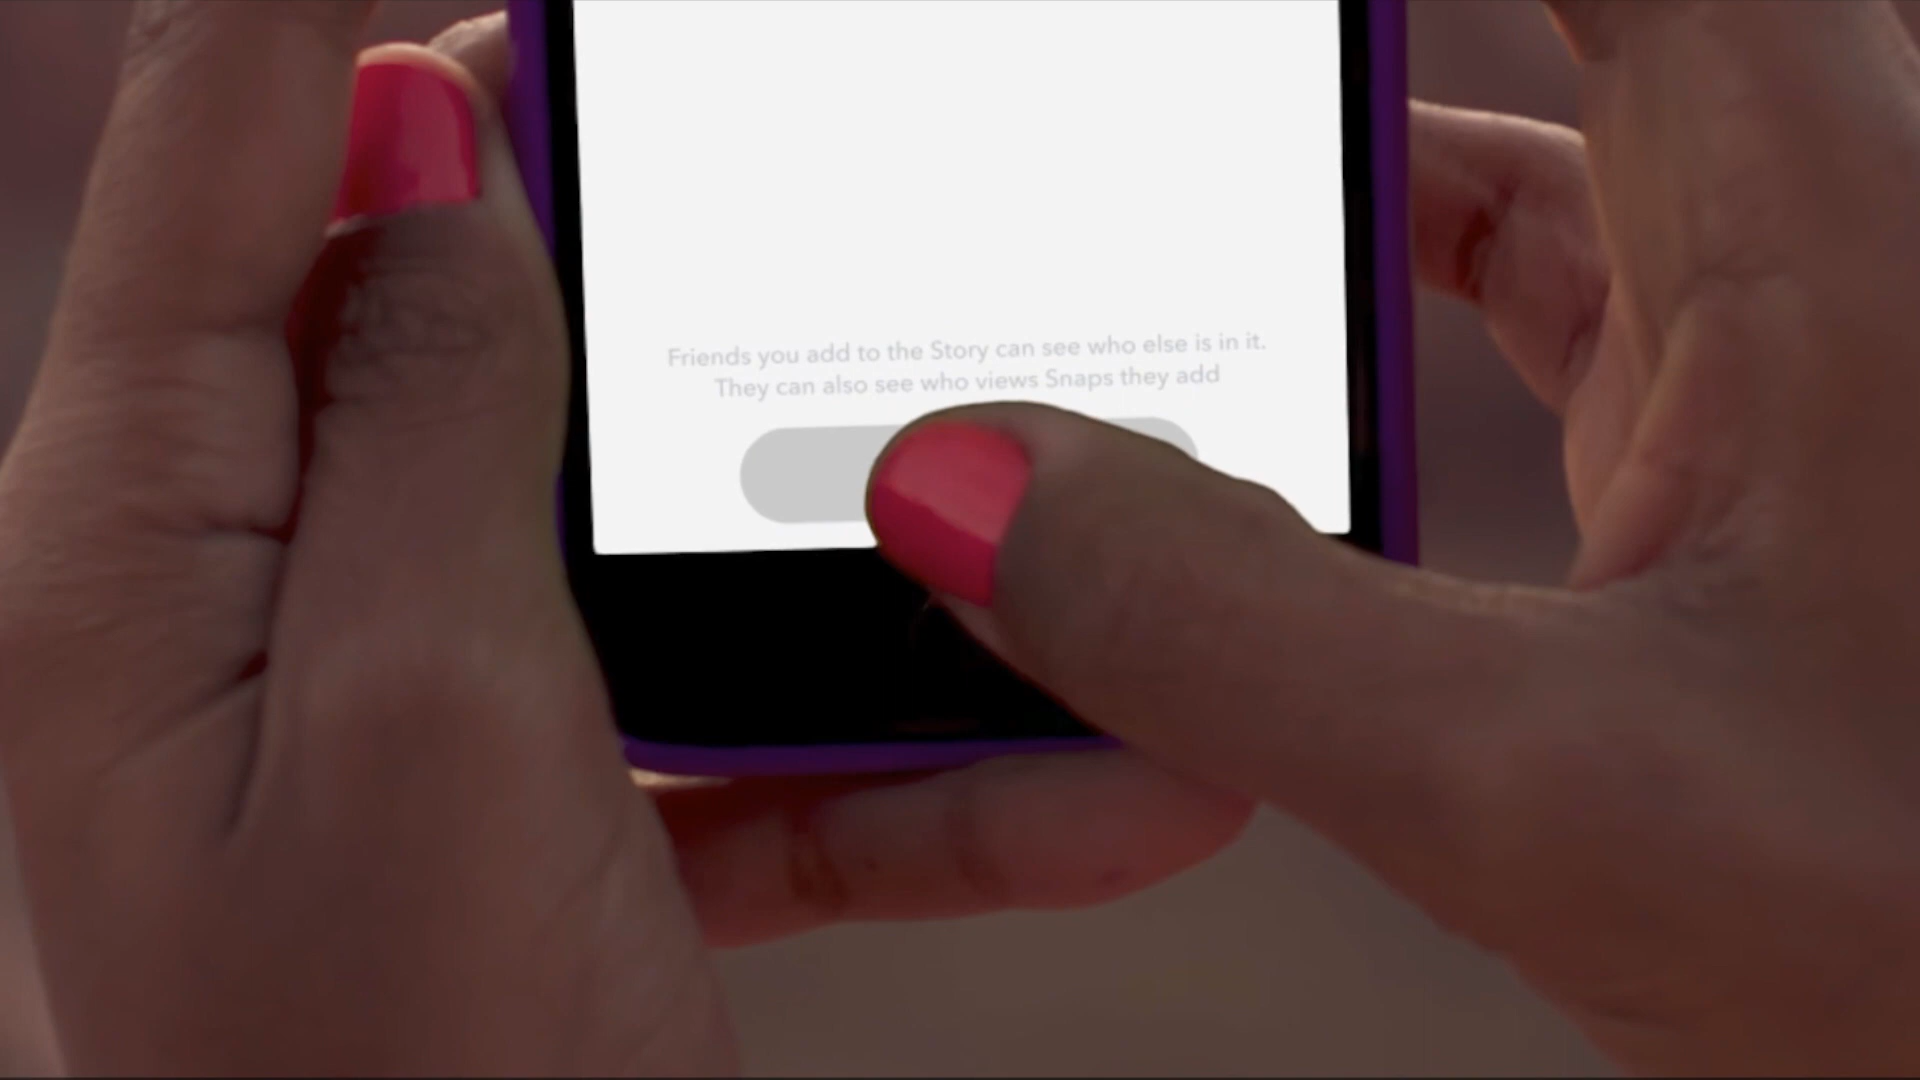 Friends you add to the Story can see who else is in it.
They can also see who views Snaps they add